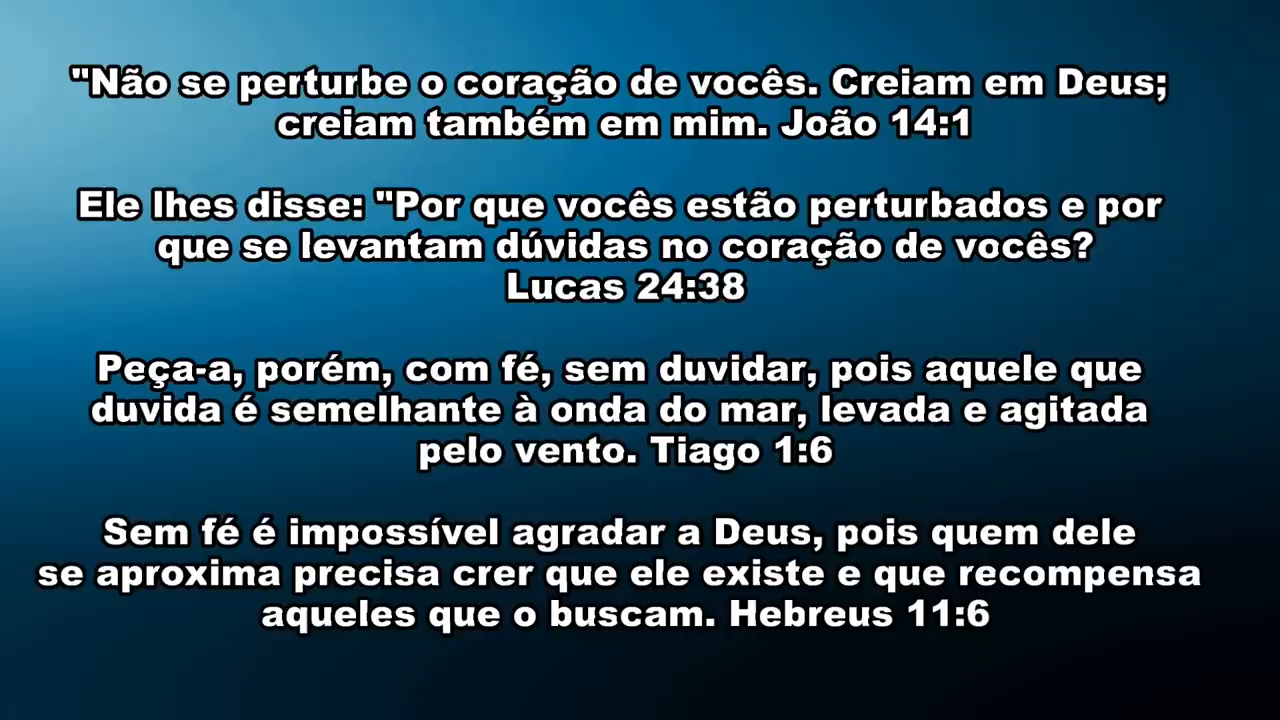 "Não se perturbe o coração de vocês. Creiam em Deus;
creiam também em mim. João 14:1
Ele lhes disse: "Por que vocês estão perturbados e por
que se levantam dúvidas no coração de vocês?
Lucas 24:38
Peça-a, porém, com fé, sem duvidar, pois aquele que
duvida é semelhante à onda do mar, levada e agitada
pelo vento. Tiago 1:6
Sem fé é impossível agradar a Deus, pois quem dele
se aproxima precisa crer que ele existe e que recompensa
aqueles que o buscam. Hebreus 11:6